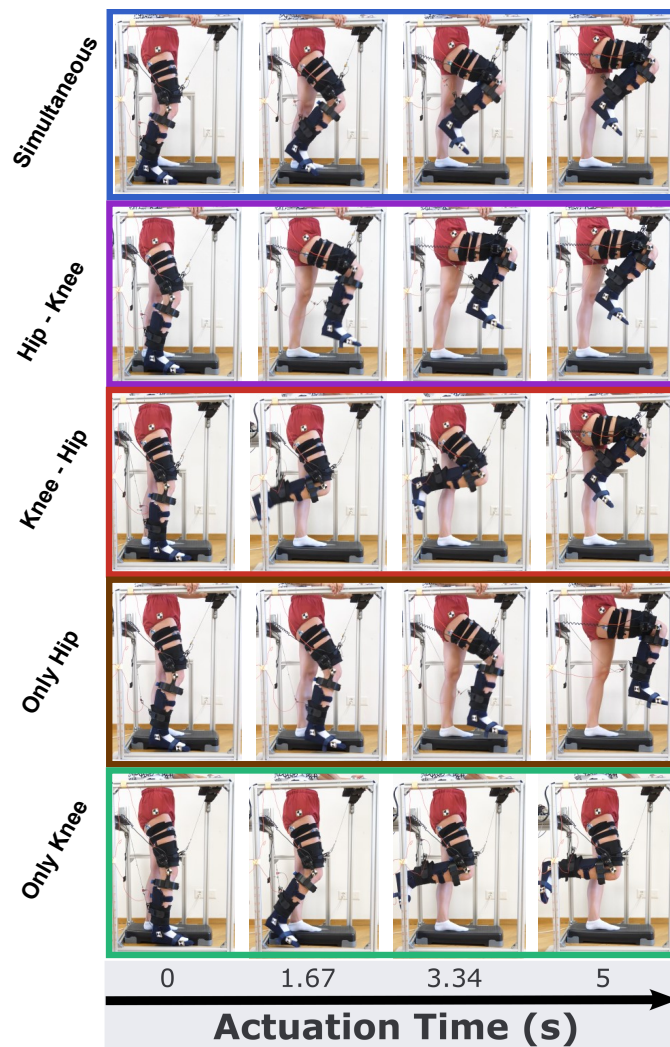 Simultaneous
Hip - Knee
Knee - Hip
Only Hip
Only Knee
0 1.67 3.34 5
Actuation Time (s)